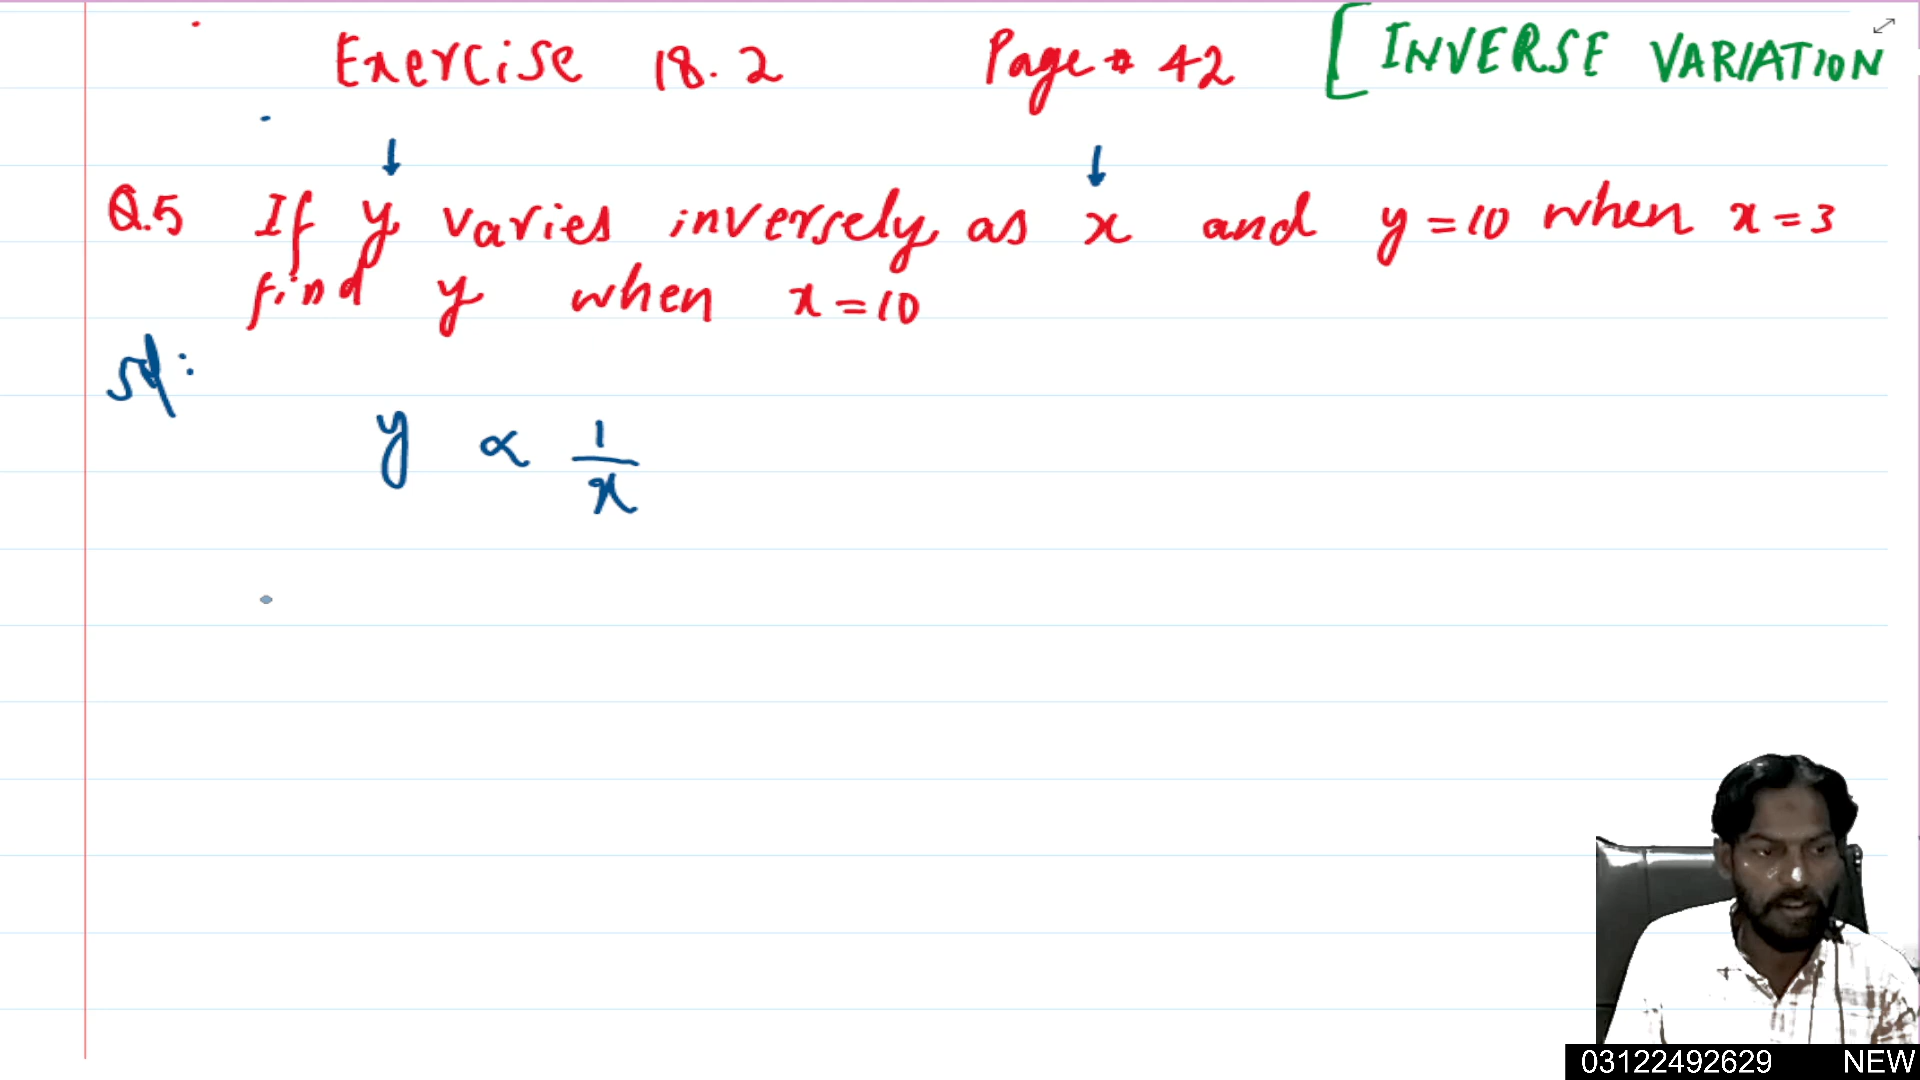 Exercise 18.2 Page # 42 [INVERSE VARIATION
Q.5 If y varies inversely as x and y = 10 when x = 3
find y when x = 10
Sol:
y ∝ 1/x
03122492629 NEW